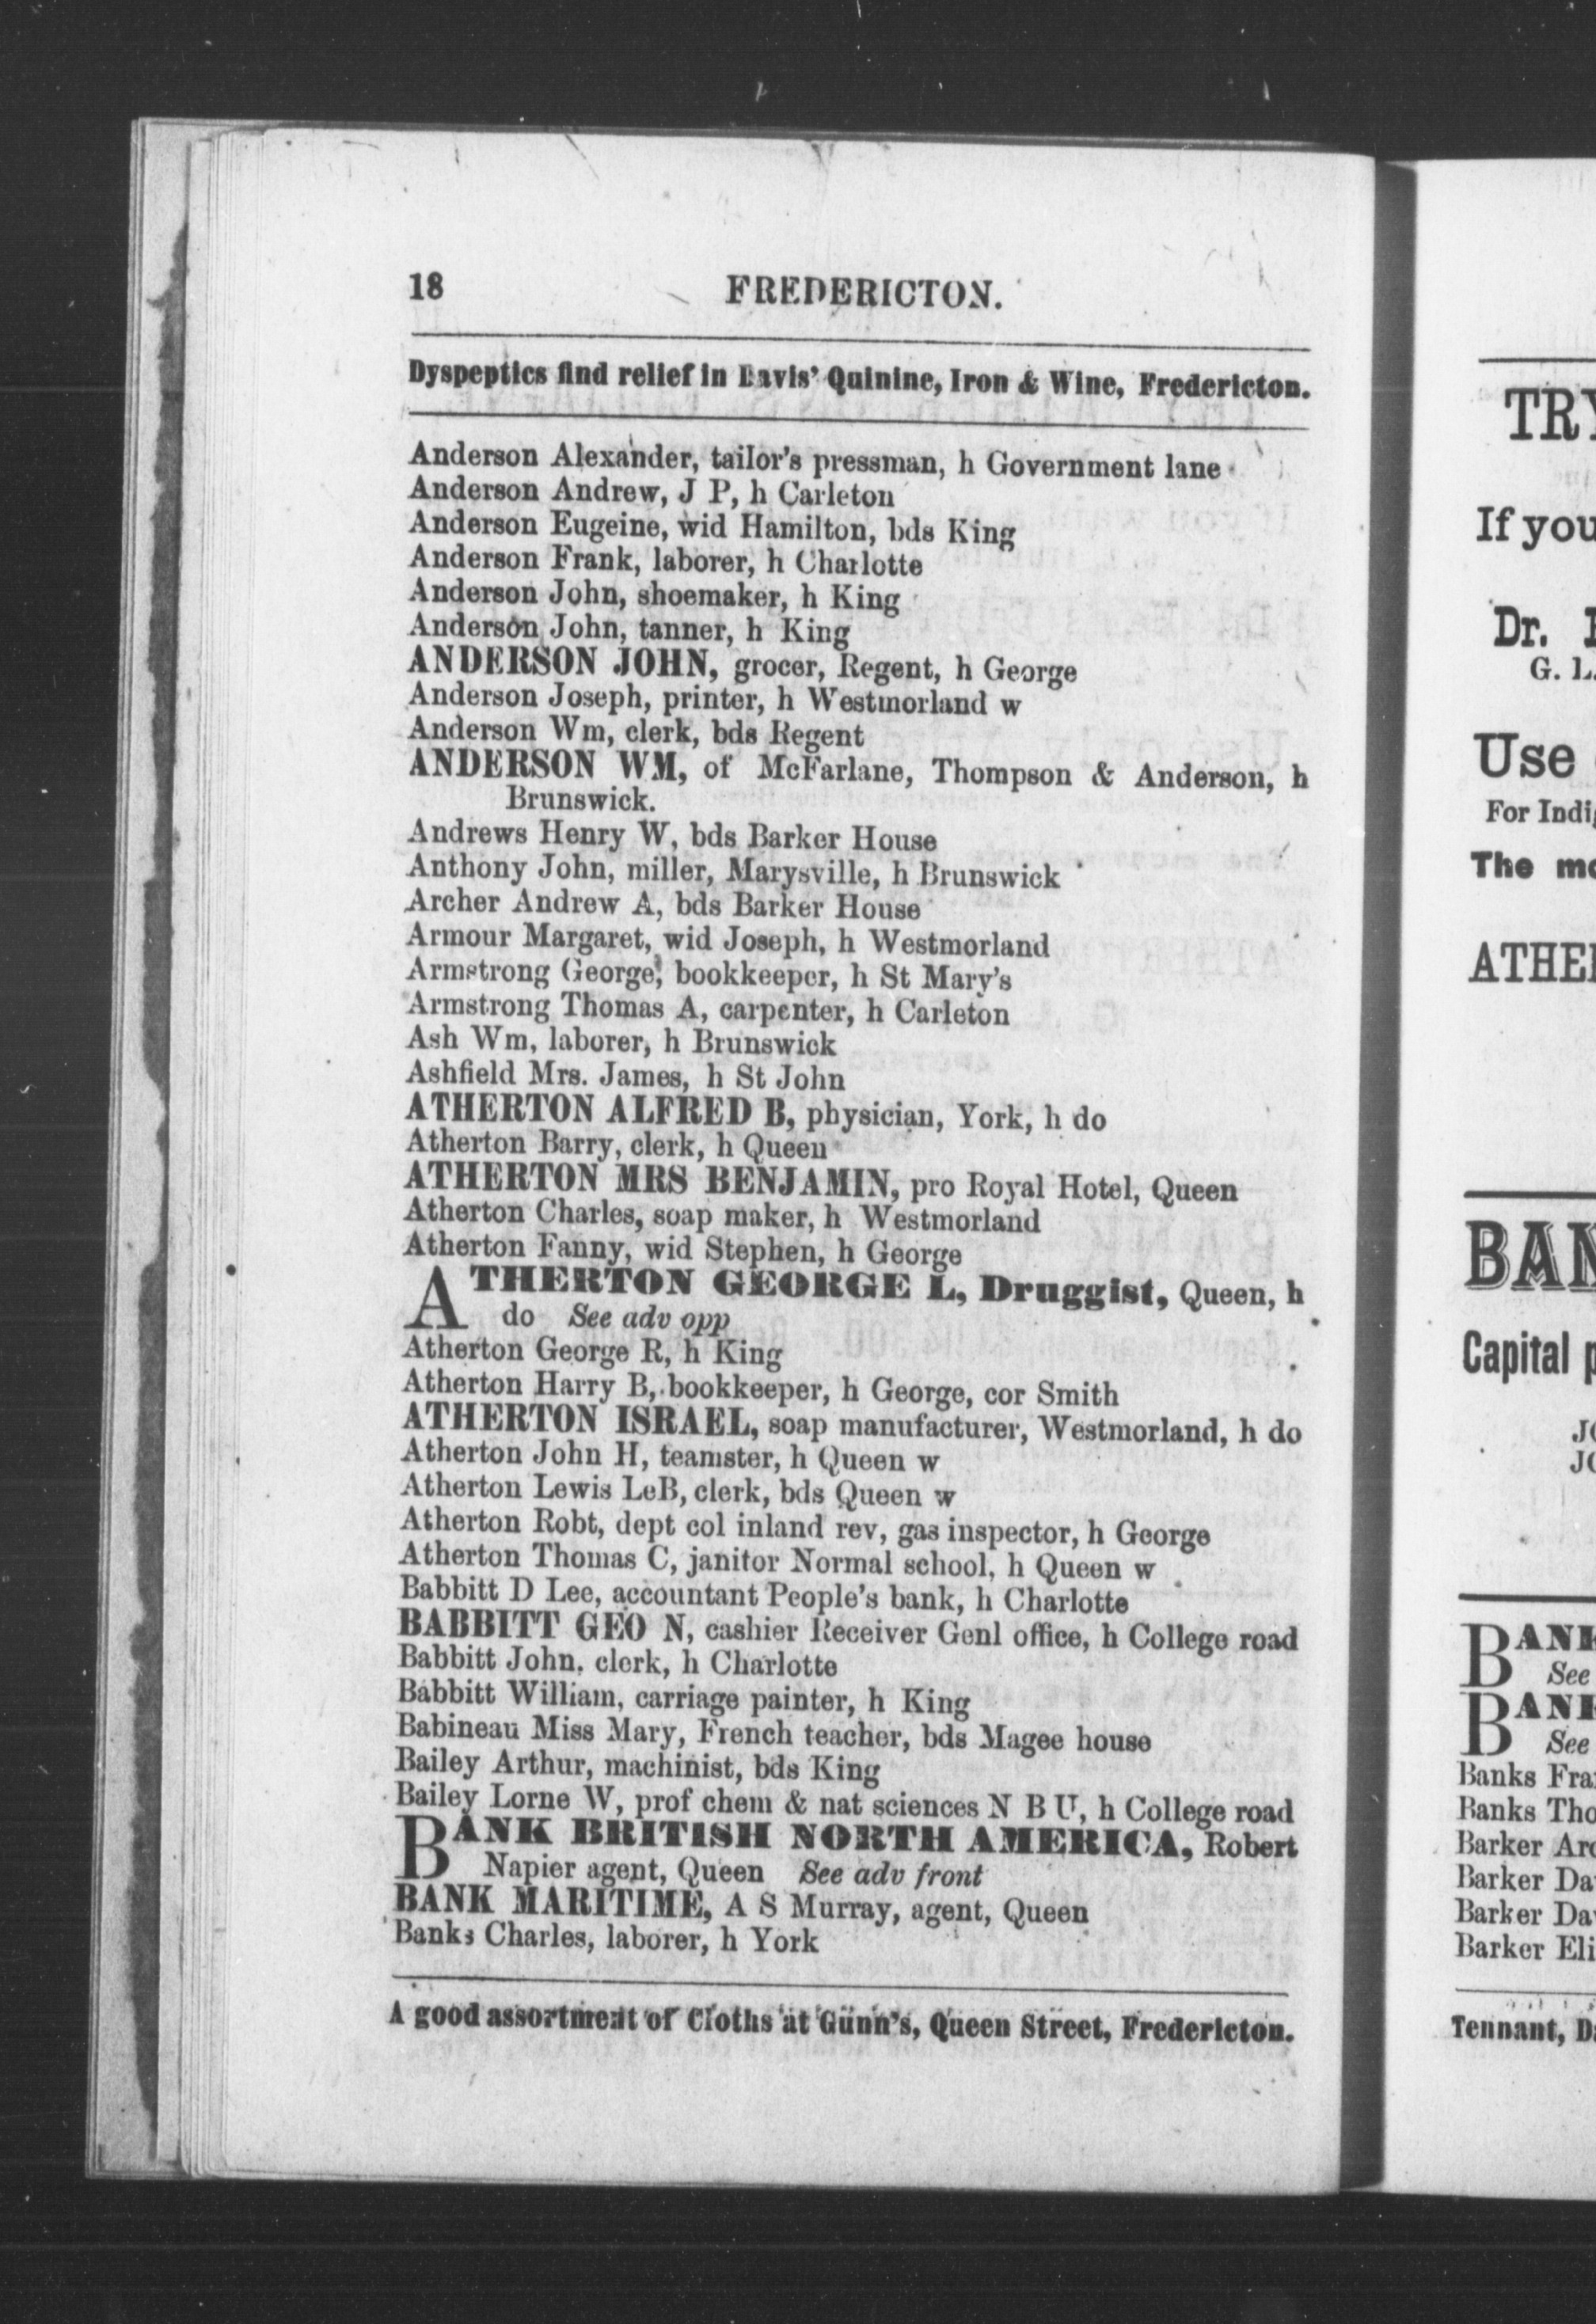 18 FREDERICTON.
Dyspeptics find relief in Davis' Quinine, Iron & Wine, Fredericton.
Anderson Alexander, tailor's pressman, h Government lane
Anderson Andrew, J P, h Carleton
Anderson Eugeine, wid Hamilton, bds King
Anderson Frank, laborer, h Charlotte
Anderson John, shoemaker, h King
Anderson John, tanner, h King
ANDERSON JOHN, grocer, Regent, h George
Anderson Joseph, printer, h Westmorland w
Anderson Wm, clerk, bds Regent
ANDERSON WM, of McFarlane, Thompson & Anderson, h
Brunswick.
Andrews Henry W, bds Barker House
Anthony John, miller, Marysville, h Brunswick
Archer Andrew A, bds Barker House
Armour Margaret, wid Joseph, h Westmorland
Armstrong George, bookkeeper, h St Mary's
Armstrong Thomas A, carpenter, h Carleton
Ash Wm, laborer, h Brunswick
Ashfield Mrs. James, h St John
ATHERTON ALFRED B, physician, York, h do
Atherton Barry, clerk, h Queen
ATHERTON MRS BENJAMIN, pro Royal Hotel, Queen
Atherton Charles, soap maker, h Westmorland
Atherton Fanny, wid Stephen, h George
ATHERTON GEORGE L, Druggist, Queen, h
do See adv opp
Atherton George R, h King
Atherton Harry B, bookkeeper, h George, cor Smith
ATHERTON ISRAEL, soap manufacturer, Westmorland, h do
Atherton John H, teamster, h Queen w
Atherton Lewis LeB, clerk, bds Queen w
Atherton Robt, dept col inland rev, gas inspector, h George
Atherton Thomas C, janitor Normal school, h Queen w
Babbitt D Lee, accountant People's bank, h Charlotte
BABBITT GEO N, cashier Receiver Genl office, h College road
Babbitt John, clerk, h Charlotte
Babbitt William, carriage painter, h King
Babineau Miss Mary, French teacher, bds Magee house
Bailey Arthur, machinist, bds King
Bailey Lorne W, prof chem & nat sciences N B U, h College road
BANK BRITISH NORTH AMERICA, Robert
Napier agent, Queen See adv front
BANK MARITIME, A S Murray, agent, Queen
Banks Charles, laborer, h York
A good assortment of Cloths at Gunn's, Queen Street, Fredericton.
TRY
If you
Dr.
G. L.
Use
For Indi
The mo
ATHE
BAN
Capital p
JO
JO
BANK
See
BANK
See
Banks Fra
Banks Tho
Barker Arc
Barker Da
Barker Da
Barker Eli
Tennant, D